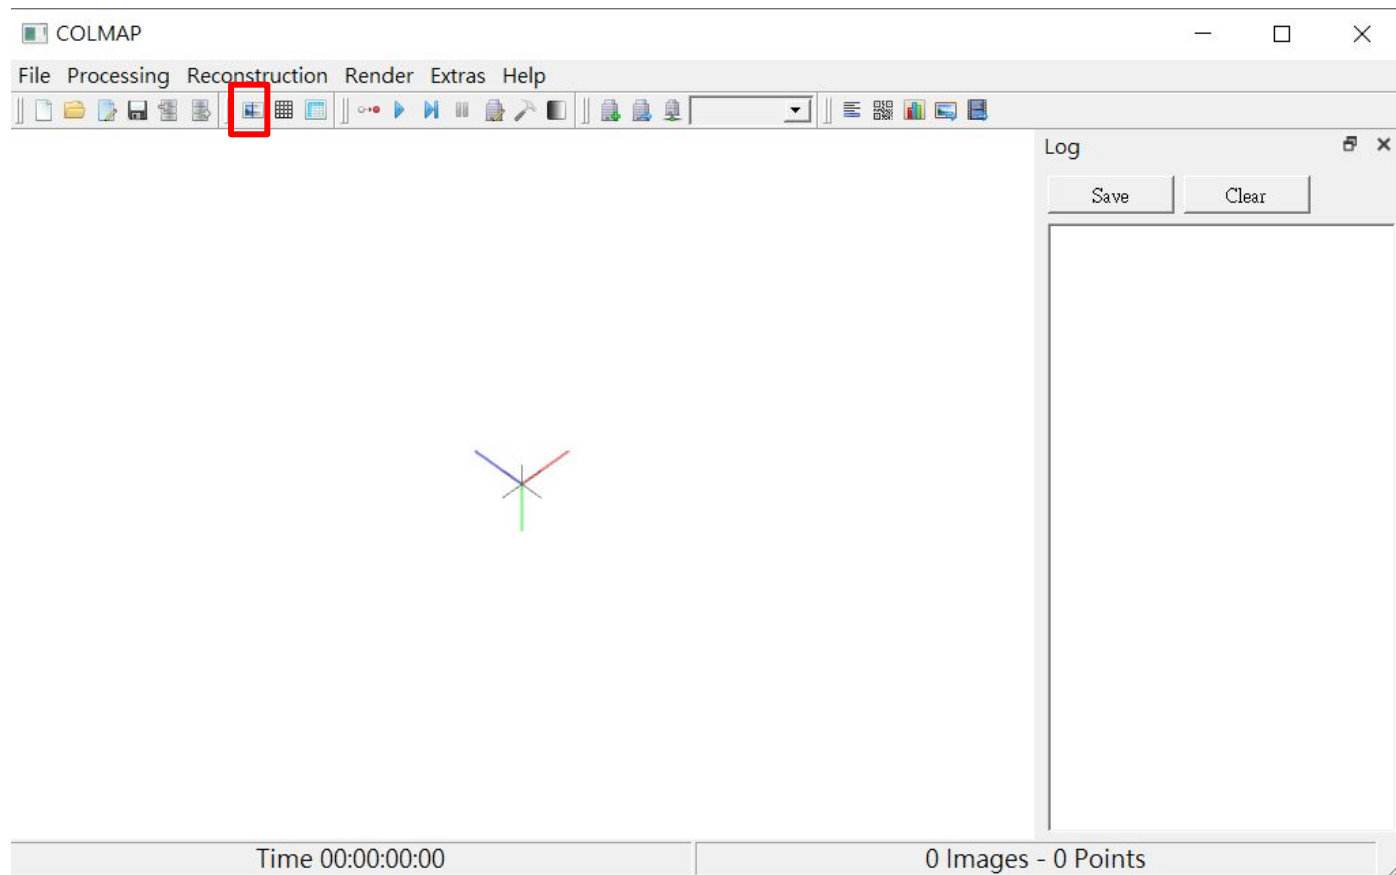 COLMAP
File Processing Reconstruction Render Extras Help
Log
Save Clear
Time 00:00:00:00
0 Images - 0 Points